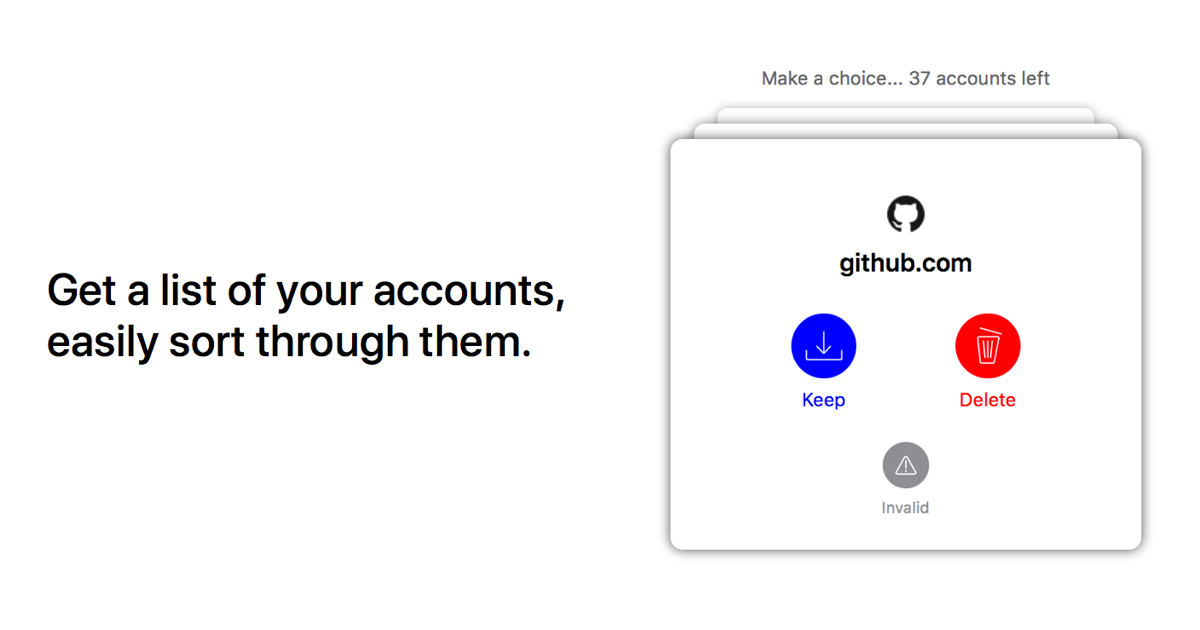 Get a list of your accounts,
easily sort through them.
Make a choice... 37 accounts left
github.com
Keep
Delete
Invalid